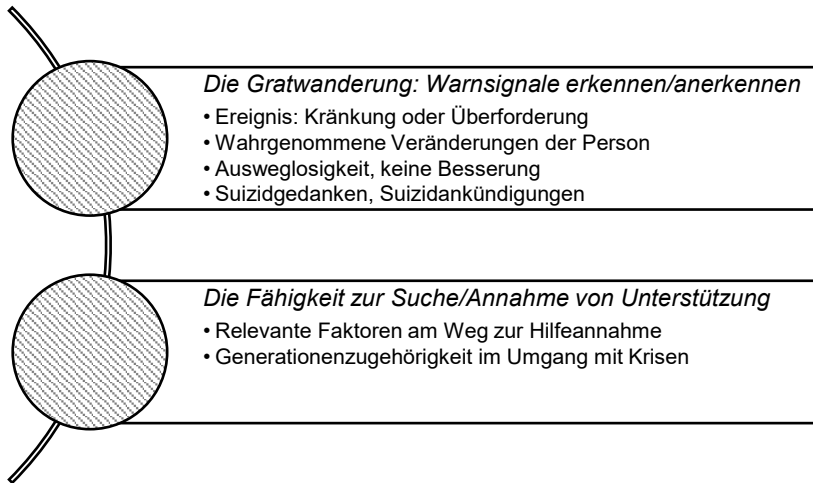 Die Gratwanderung: Warnsignale erkennen/anerkennen
• Ereignis: Kränkung oder Überforderung
• Wahrgenommene Veränderungen der Person
• Ausweglosigkeit, keine Besserung
• Suizidgedanken, Suizidankündigungen
Die Fähigkeit zur Suche/Annahme von Unterstützung
• Relevante Faktoren am Weg zur Hilfeannahme
• Generationenzugehörigkeit im Umgang mit Krisen